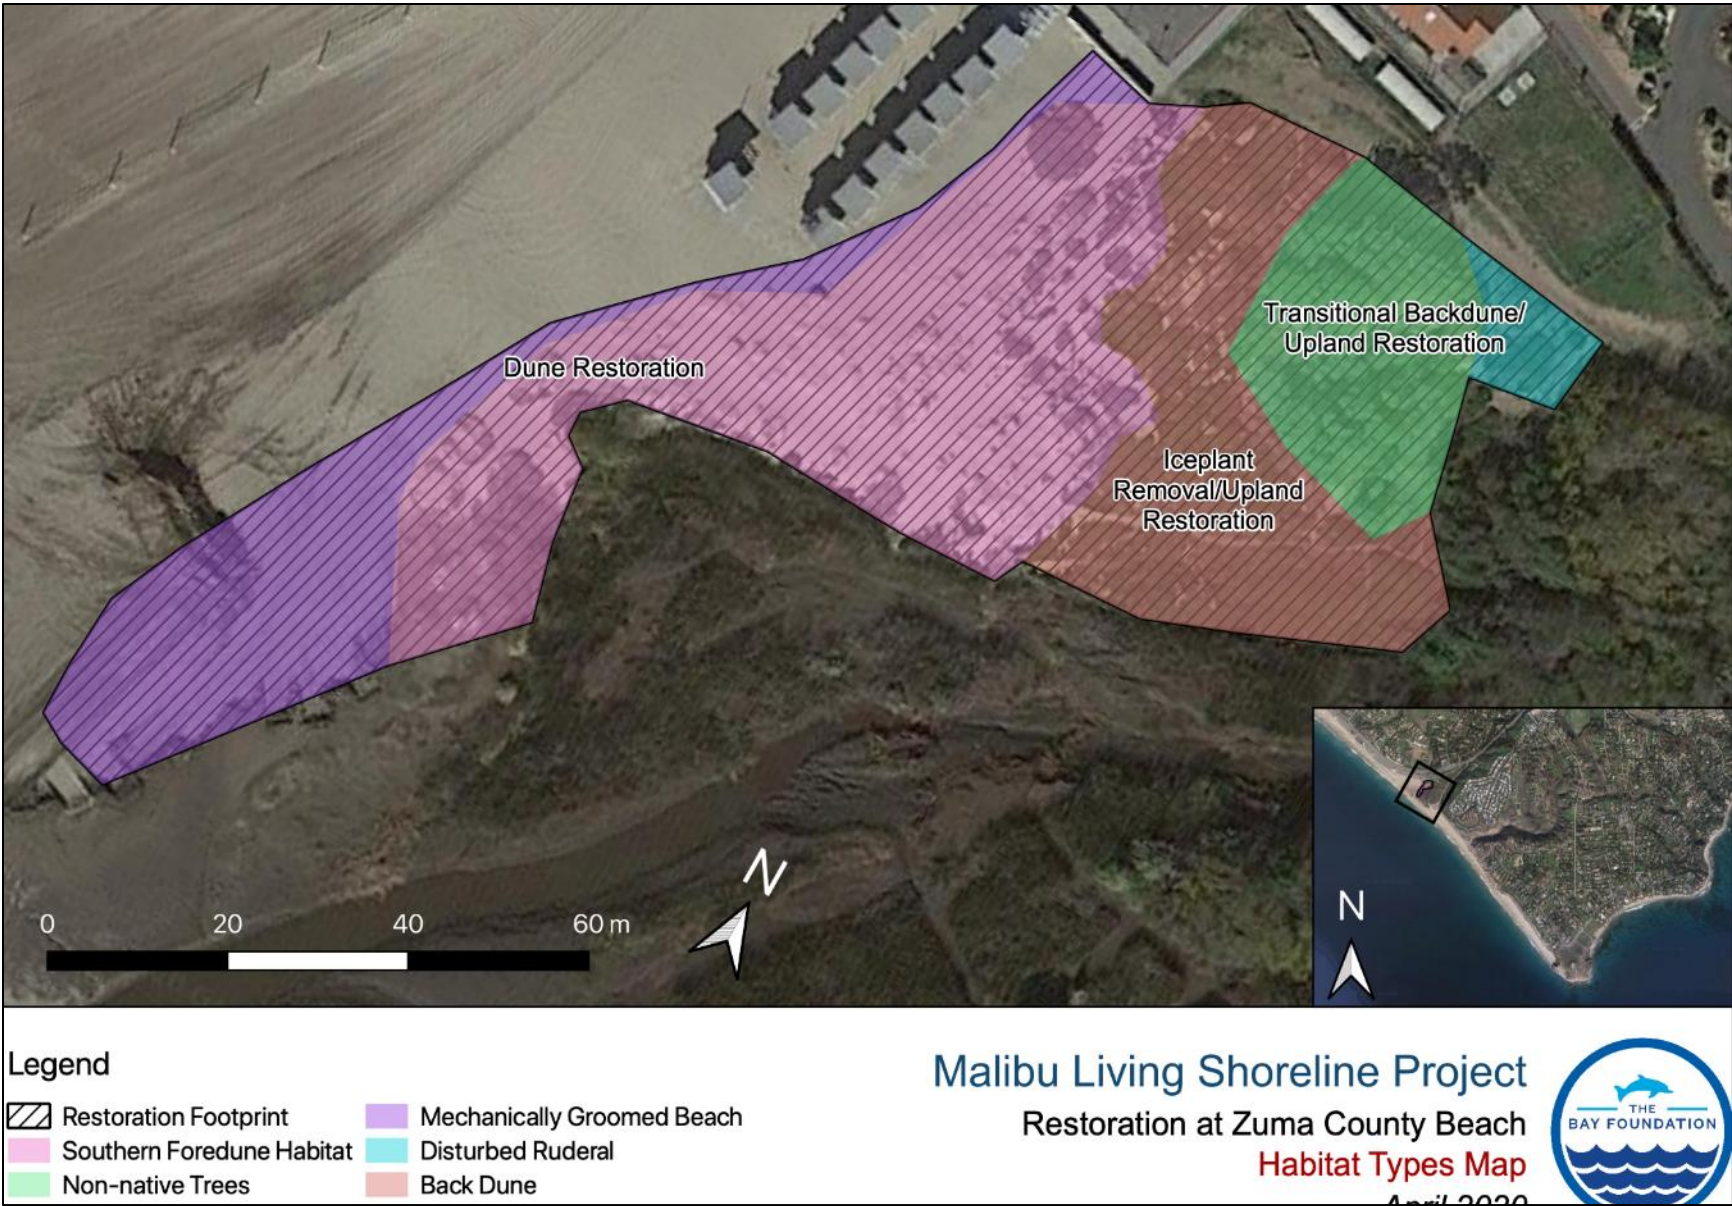 Dune Restoration
Transitional Backdune/
Upland Restoration
Iceplant
Removal/Upland
Restoration
N
0 20 40 60 m
N
Legend
Restoration Footprint
Southern Foredune Habitat
Non-native Trees
Mechanically Groomed Beach
Disturbed Ruderal
Back Dune
Malibu Living Shoreline Project
Restoration at Zuma County Beach
Habitat Types Map
April 2020
THE
BAY FOUNDATION